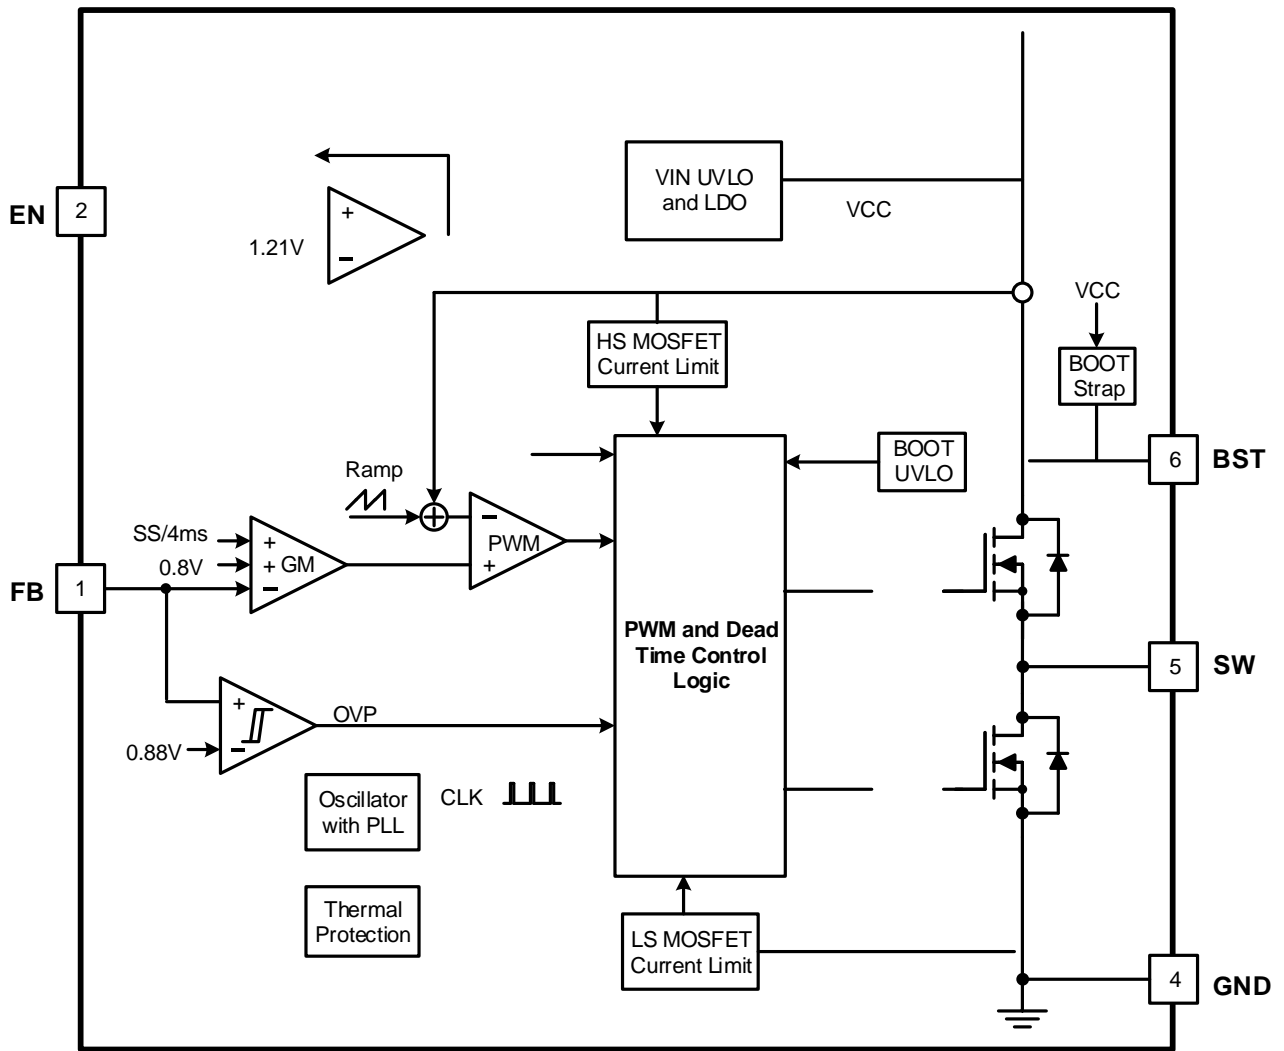 VIN UVLO
and LDO
VCC
EN
2
+
−
1.21V
VCC
HS MOSFET
Current Limit
BOOT
Strap
BOOT
UVLO
6
BST
Ramp
+
−
PWM
+
SS/4ms
0.8V
+
+
−
GM
FB
1
PWM and Dead
Time Control
Logic
5
SW
+
−
OVP
0.88V
Oscillator
with PLL
CLK
Thermal
Protection
LS MOSFET
Current Limit
4
GND